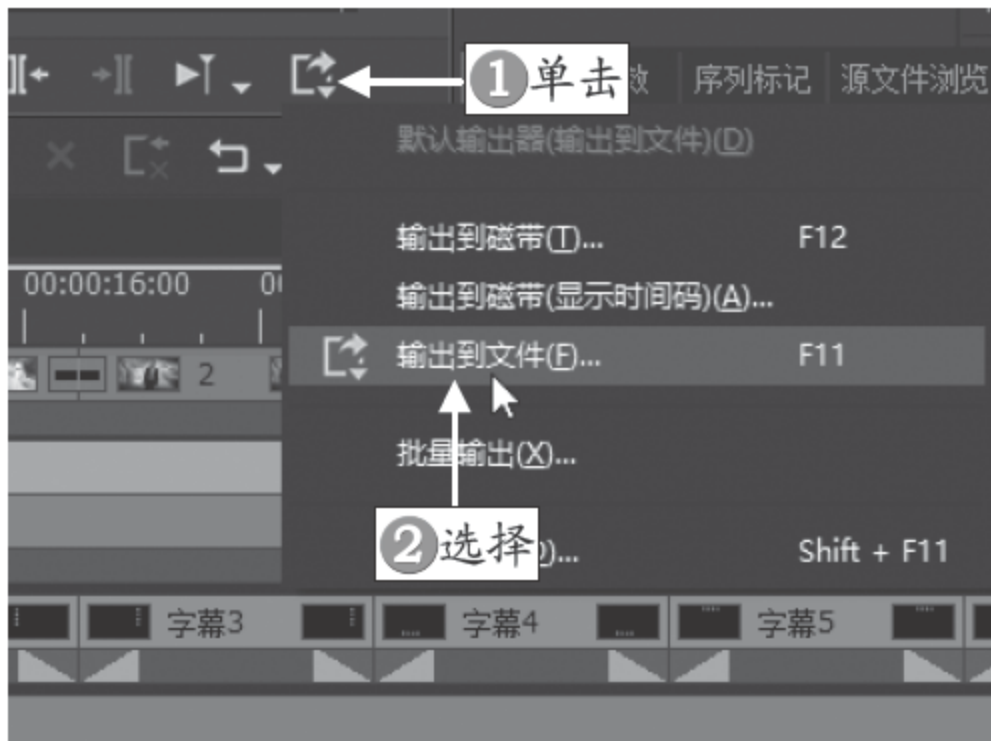 1 单击
效 序列标记 源文件浏览
默认输出器(输出到文件)(D)
输出到磁带(T)... F12
输出到磁带(显示时间码)(A)...
输出到文件(F)... F11
批量输出(X)...
2 选择
)... Shift + F11
00:00:16:00
2
字幕3 字幕4 字幕5